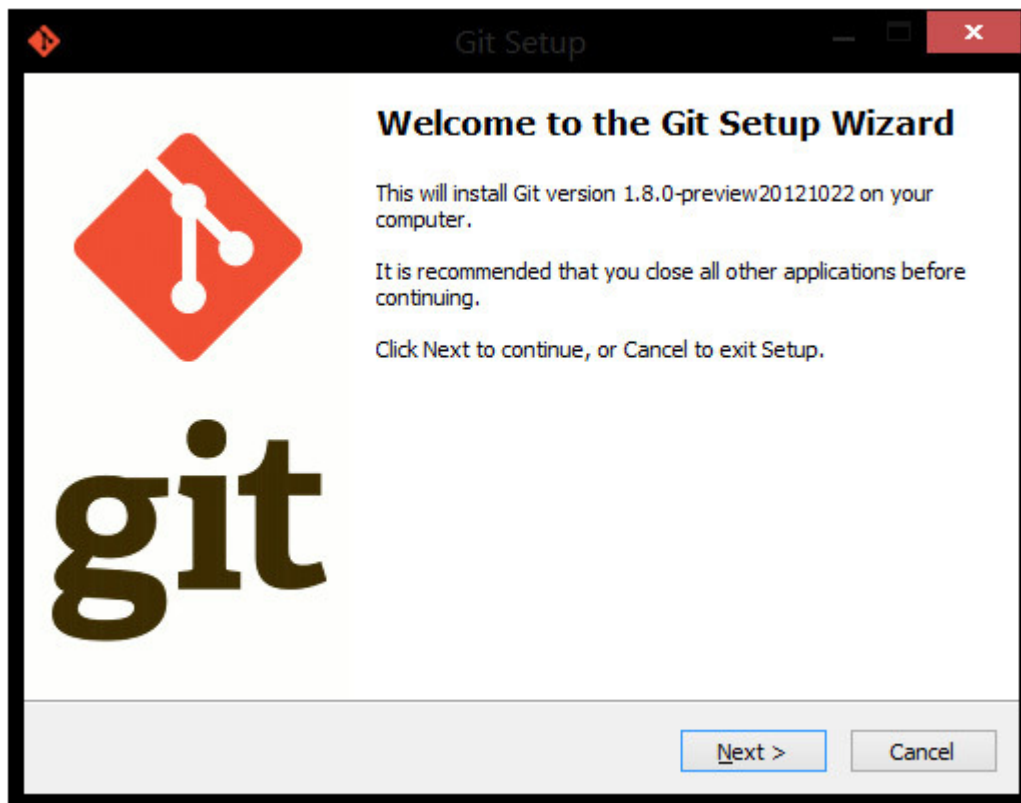 Git Setup
Welcome to the Git Setup Wizard
This will install Git version 1.8.0-preview20121022 on your
computer.
It is recommended that you close all other applications before
continuing.
Click Next to continue, or Cancel to exit Setup.
git
Next >
Cancel